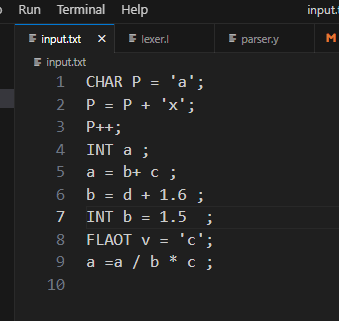 Run Terminal Help input.t
input.txt × lexer.l parser.y M
input.txt
1 CHAR P = 'a';
2 P = P + 'x';
3 P++;
4 INT a ;
5 a =b+ c ;
6 b = d + 1.6 ;
7 INT b = 1.5  ;
8 FLAOT v = 'c';
9 a =a / b * c ;
10